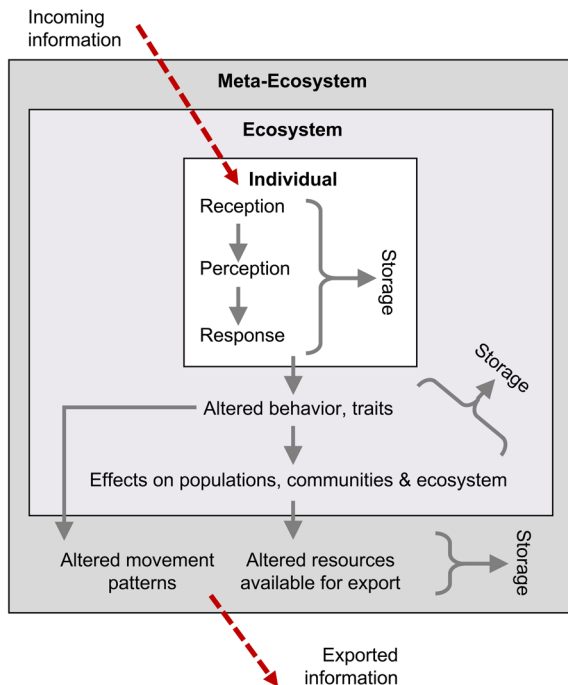 Incoming
information
Meta-Ecosystem
Ecosystem
Individual
Reception
Perception
Response
Storage
Altered behavior, traits
Storage
Effects on populations, communities & ecosystem
Altered movement
patterns
Altered resources
available for export
Storage
Exported
information